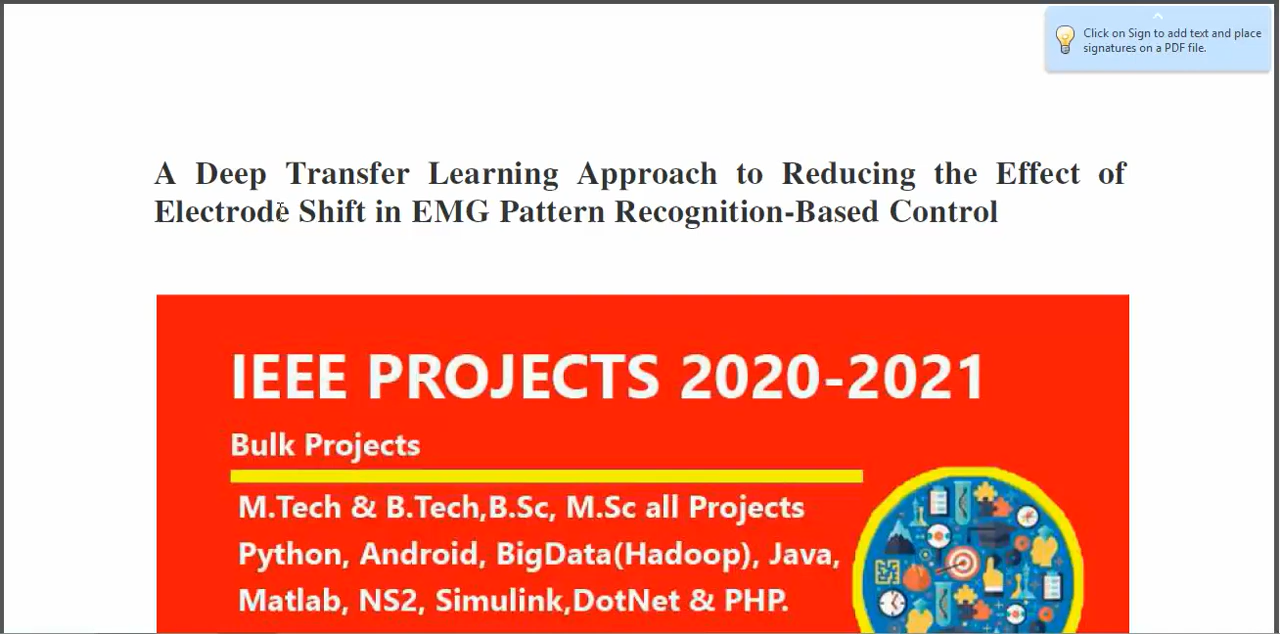 Click on Sign to add text and place
signatures on a PDF file.
A Deep Transfer Learning Approach to Reducing the Effect of
Electrode Shift in EMG Pattern Recognition-Based Control
IEEE PROJECTS 2020-2021
Bulk Projects
M.Tech & B.Tech,B.Sc, M.Sc all Projects
Python, Android, BigData(Hadoop), Java,
Matlab, NS2, Simulink,DotNet & PHP.